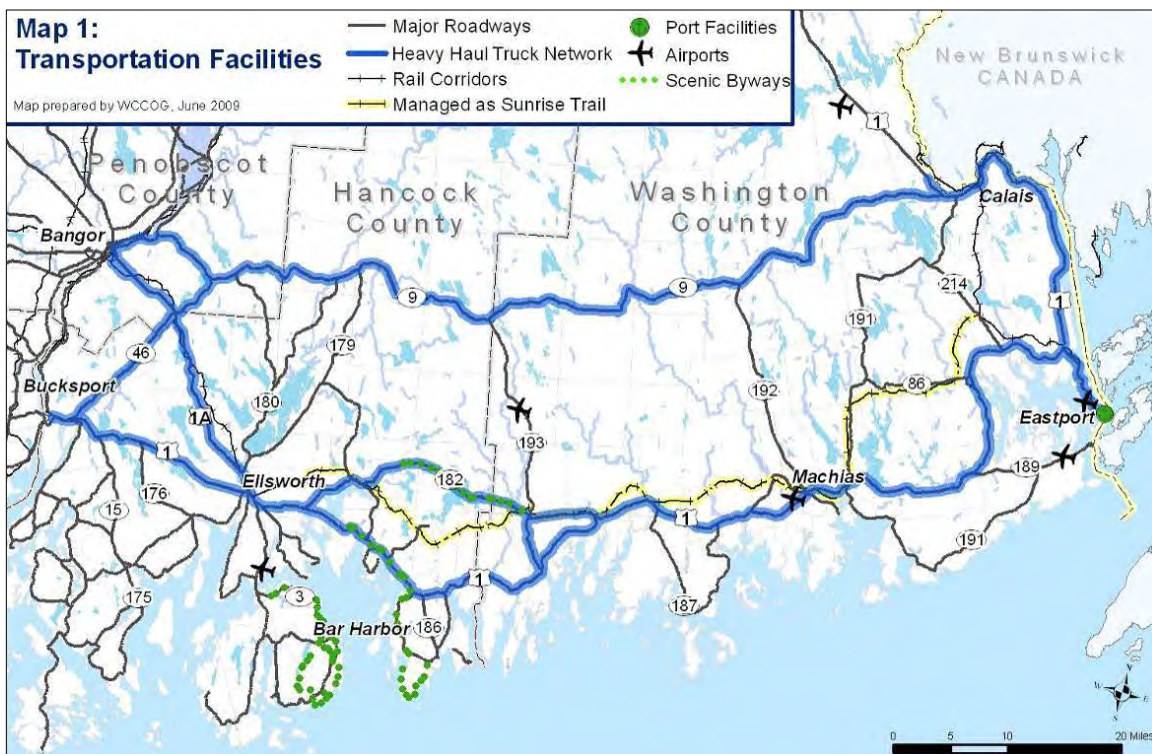 Map 1:
Transportation Facilities
Map prepared by WCCOG, June 2009
Major Roadways
Heavy Haul Truck Network
Rail Corridors
Managed as Sunrise Trail
Port Facilities
Airports
Scenic Byways
New Brunswick
CANADA
1
Penobscot
County
Hancock
County
Washington
County
Calais
Bangor
9
9
214
1
46
179
191
Bucksport
180
1A
192
86
Eastport
193
1
Ellsworth
182
Machias
189
176
15
1
191
1
175
3
187
Bar Harbor
186
N
E
S
W
0
5
10
20 Miles